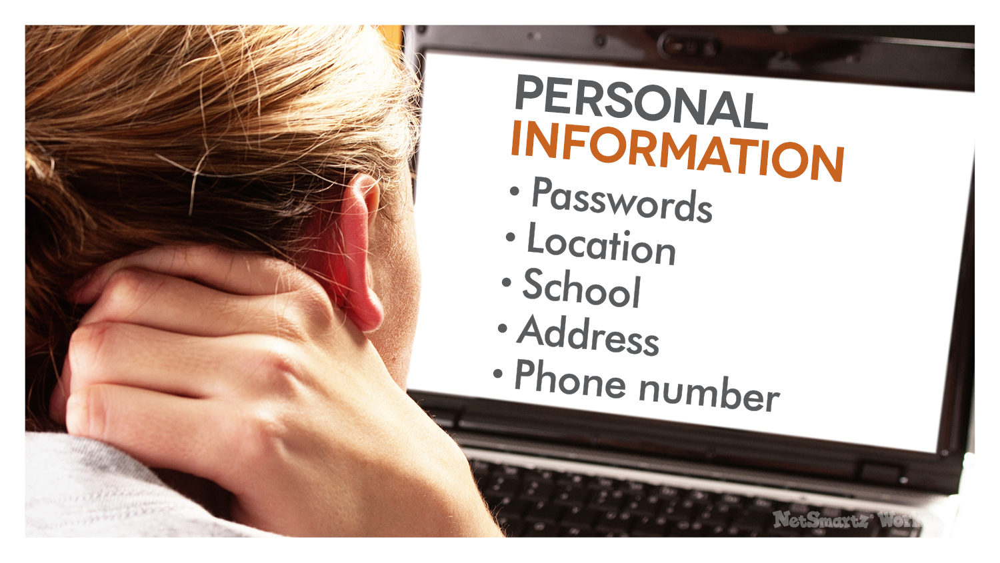 PERSONAL
INFORMATION
• Passwords
• Location
• School
• Address
• Phone number
NetSmartz®